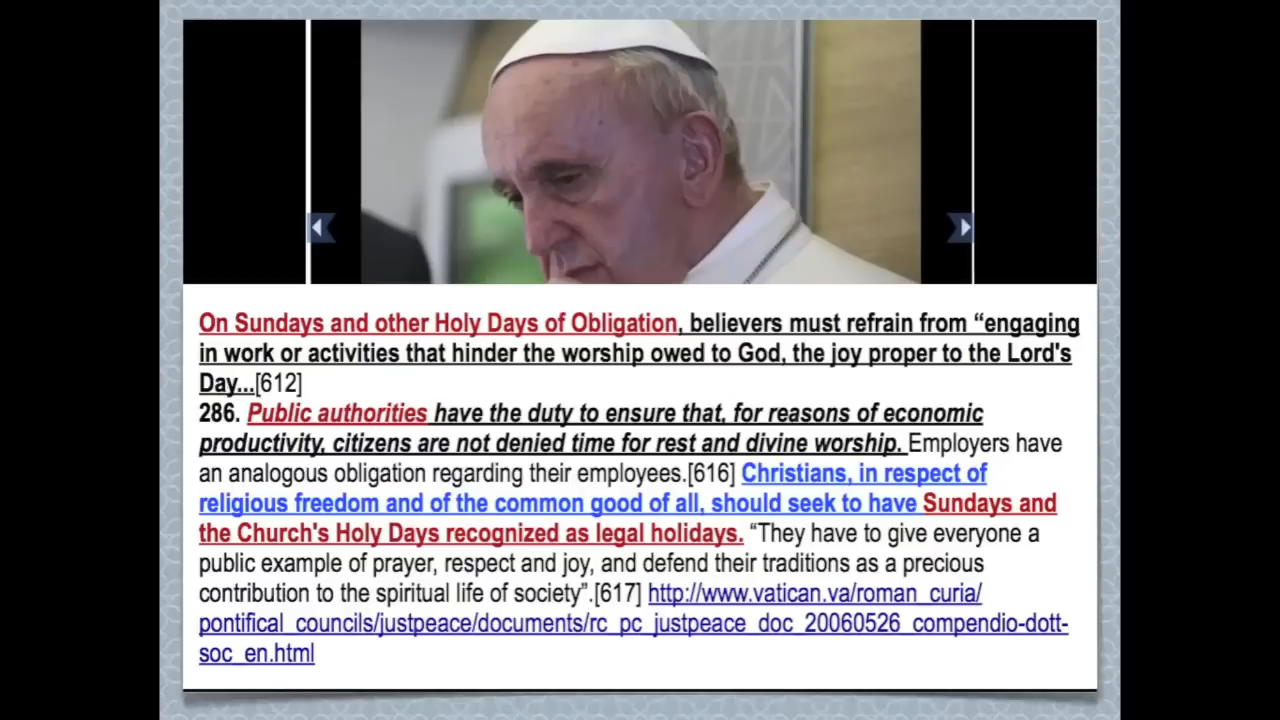 On Sundays and other Holy Days of Obligation, believers must refrain from “engaging
in work or activities that hinder the worship owed to God, the joy proper to the Lord's
Day...[612]
286. Public authorities have the duty to ensure that, for reasons of economic
productivity, citizens are not denied time for rest and divine worship. Employers have
an analogous obligation regarding their employees.[616] Christians, in respect of
religious freedom and of the common good of all, should seek to have Sundays and
the Church's Holy Days recognized as legal holidays. “They have to give everyone a
public example of prayer, respect and joy, and defend their traditions as a precious
contribution to the spiritual life of society”.[617] http://www.vatican.va/roman_curia/
pontifical_councils/justpeace/documents/rc_pc_justpeace_doc_20060526_compendio-dott-
soc_en.html